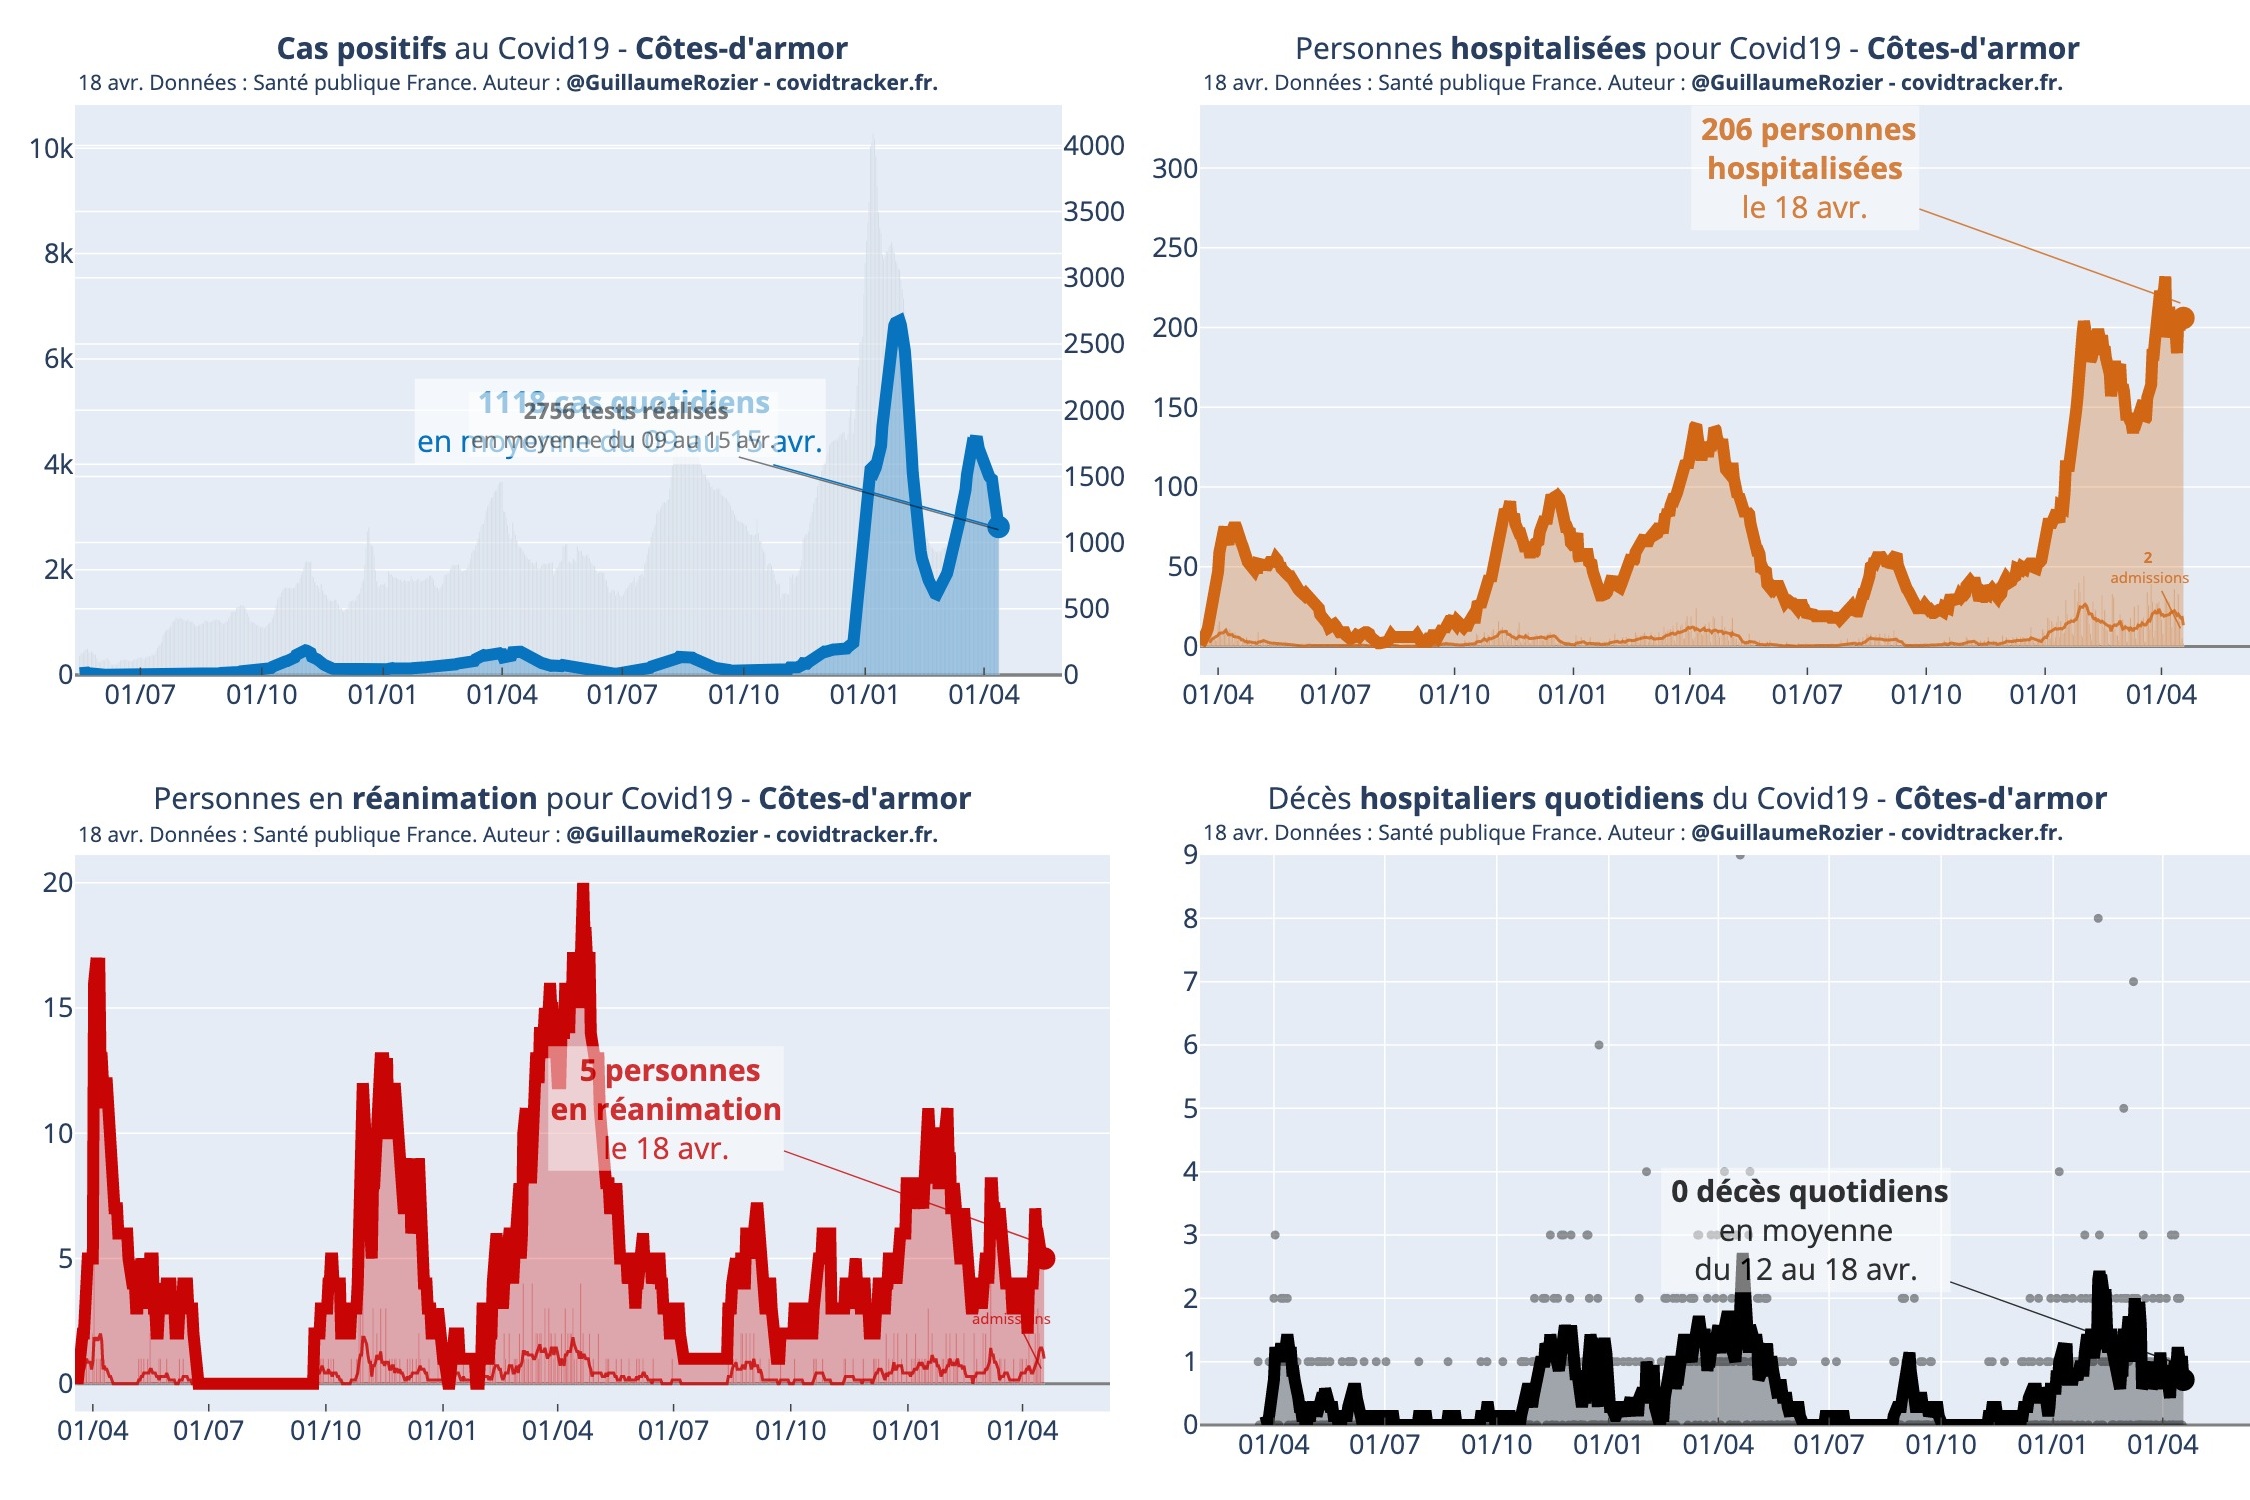 Cas positifs au Covid19 - Côtes-d'armor
18 avr. Données : Santé publique France. Auteur : @GuillaumeRozier - covidtracker.fr.
10k
8k
6k
4k
2k
0
4000
3500
3000
2500
2000
1500
1000
500
0
1118 cas quotidiens
en moyenne du 09 au 15 avr.
2756 tests réalisés
en moyenne du 09 au 15 avr.
01/07 01/10 01/01 01/04 01/07 01/10 01/01 01/04
Personnes hospitalisées pour Covid19 - Côtes-d'armor
18 avr. Données : Santé publique France. Auteur : @GuillaumeRozier - covidtracker.fr.
300
250
200
150
100
50
0
206 personnes
hospitalisées
le 18 avr.
2
admissions
01/04 01/07 01/10 01/01 01/04 01/07 01/10 01/01 01/04
Personnes en réanimation pour Covid19 - Côtes-d'armor
18 avr. Données : Santé publique France. Auteur : @GuillaumeRozier - covidtracker.fr.
20
15
10
5
0
5 personnes
en réanimation
le 18 avr.
admissions
01/04 01/07 01/10 01/01 01/04 01/07 01/10 01/01 01/04
Décès hospitaliers quotidiens du Covid19 - Côtes-d'armor
18 avr. Données : Santé publique France. Auteur : @GuillaumeRozier - covidtracker.fr.
9
8
7
6
5
4
3
2
1
0
0 décès quotidiens
en moyenne
du 12 au 18 avr.
01/04 01/07 01/10 01/01 01/04 01/07 01/10 01/01 01/04